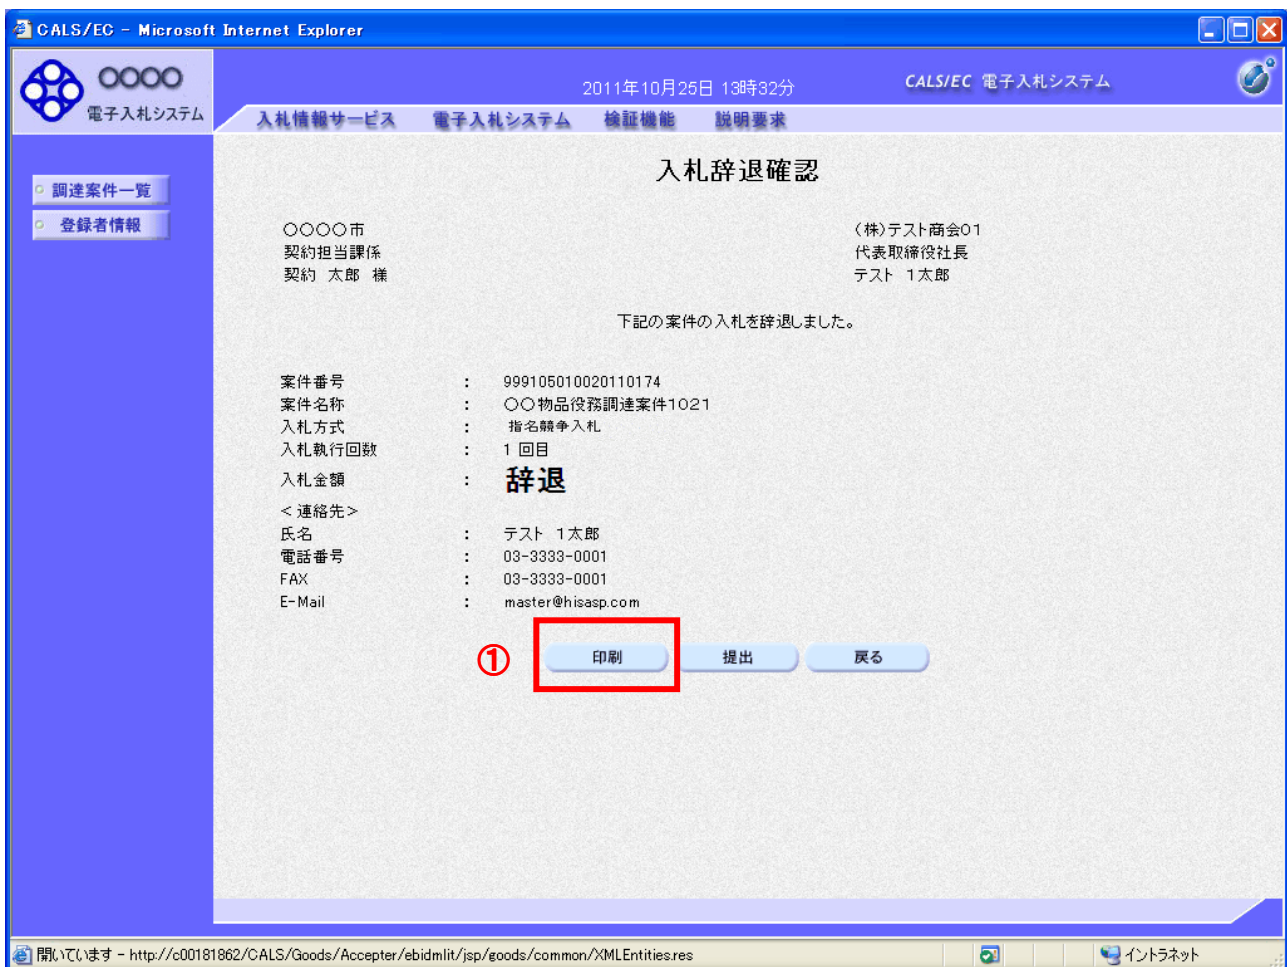 CALS/EC - Microsoft Internet Explorer
OOOO
電子入札システム
2011年10月25日 13時32分
CALS/EC 電子入札システム
入札情報サービス 電子入札システム 検証機能 説明要求
調達案件一覧
登録者情報
入札辞退確認
〇〇〇〇市
契約担当課係
契約 太郎 様
(株)テスト商会01
代表取締役社長
テスト 1太郎
下記の案件の入札を辞退しました。
案件番号 : 999105010020110174
案件名称 : 〇〇物品役務調達案件1021
入札方式 : 指名競争入札
入札執行回数 : 1 回目
入札金額 : 辞退
<連絡先>
氏名 : テスト 1太郎
電話番号 : 03-3333-0001
FAX : 03-3333-0001
E-Mail : master@hisasp.com
① 印刷 提出 戻る
開いています - http://c00181862/CALS/Goods/Accepter/ebidmlit/jsp/goods/common/XMLEntities.res
イントラネット